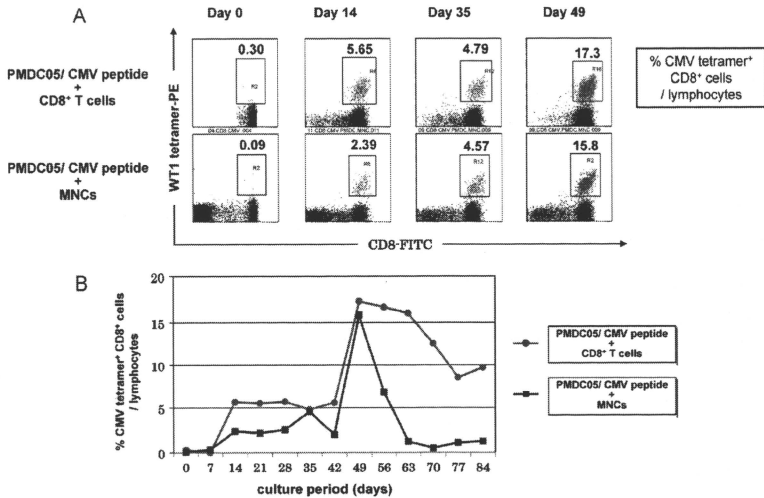 A
Day 0
Day 14
Day 35
Day 49
PMDC05/ CMV peptide
+
CD8⁺ T cells
0.30
5.65
4.79
17.3
R2
% CMV tetramer⁺
CD8⁺ cells
/ lymphocytes
WT1 tetramer-PE
PMDC05/ CMV peptide
+
MNCs
0.09
2.39
4.57
15.8
R2
R12
R2
CD8-FITC
B
% CMV tetramer⁺ CD8⁺ cells
/ lymphocytes
20
15
10
5
0
0 7 14 21 28 35 42 49 56 63 70 77 84
culture period (days)
PMDC05/ CMV peptide
+
CD8⁺ T cells
PMDC05/ CMV peptide
+
MNCs